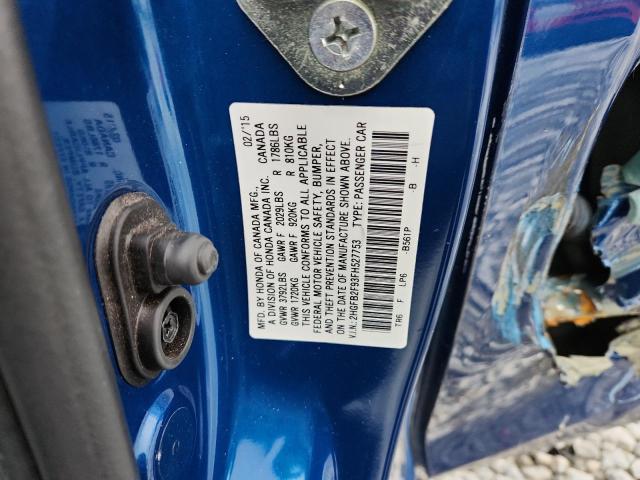 MFD. BY HONDA OF CANADA MFG., 02/'15
A DIVISION OF HONDA CANADA INC. CANADA
GVWR 3792LBS GAWR F 2029LBS R 1786LBS
GVWR 1720KG GAWR F 920KG R 810KG
THIS VEHICLE CONFORMS TO ALL APPLICABLE
FEDERAL MOTOR VEHICLE SAFETY, BUMPER,
AND THEFT PREVENTION STANDARDS IN EFFECT
ON THE DATE OF MANUFACTURE SHOWN ABOVE.
V.I.N.:2HGFB2F93FH527753 TYPE: PASSENGER CAR
TR6 F LP6 B561P -B -H